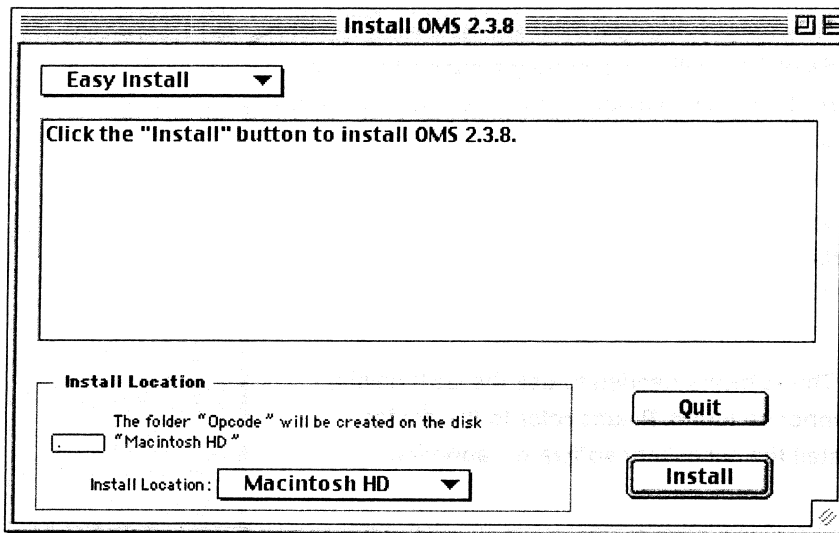 Install OMS 2.3.8
Easy Install
Click the "Install" button to install OMS 2.3.8.
Install Location
The folder "Opcode" will be created on the disk
"Macintosh HD"
Install Location: Macintosh HD
Quit
Install